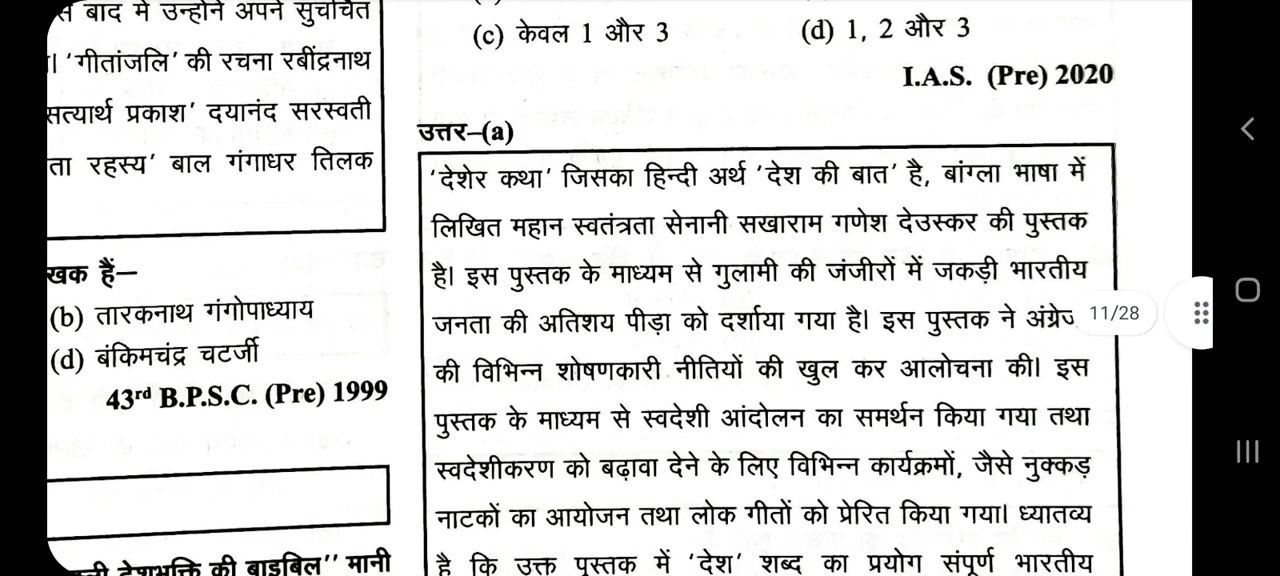 स बाद में उन्होंने अपने सुचर्चित
। 'गीतांजलि' की रचना रबींद्रनाथ
सत्यार्थ प्रकाश' दयानंद सरस्वती
ता रहस्य' बाल गंगाधर तिलक
खक हैं–
(b) तारकनाथ गंगोपाध्याय
(d) बंकिमचंद्र चटर्जी
43rd B.P.S.C. (Pre) 1999
देशभक्ति की बाइबिल'' मानी
(c) केवल 1 और 3
(d) 1, 2 और 3
I.A.S. (Pre) 2020
उत्तर–(a)
'देशेर कथा' जिसका हिन्दी अर्थ 'देश की बात' है, बांग्ला भाषा में
लिखित महान स्वतंत्रता सेनानी सखाराम गणेश देउस्कर की पुस्तक
है। इस पुस्तक के माध्यम से गुलामी की जंजीरों में जकड़ी भारतीय
जनता की अतिशय पीड़ा को दर्शाया गया है। इस पुस्तक ने
की विभिन्न शोषणकारी नीतियों की खुल कर आलोचना की। इस
पुस्तक के माध्यम से स्वदेशी आंदोलन का समर्थन किया गया तथा
स्वदेशीकरण को बढ़ावा देने के लिए विभिन्न कार्यक्रमों, जैसे नुक्कड़
नाटकों का आयोजन तथा लोक गीतों को प्रेरित किया गया। ध्यातव्य
है कि उक्त पुस्तक में 'देश' शब्द का प्रयोग संपूर्ण भारतीय
11/28